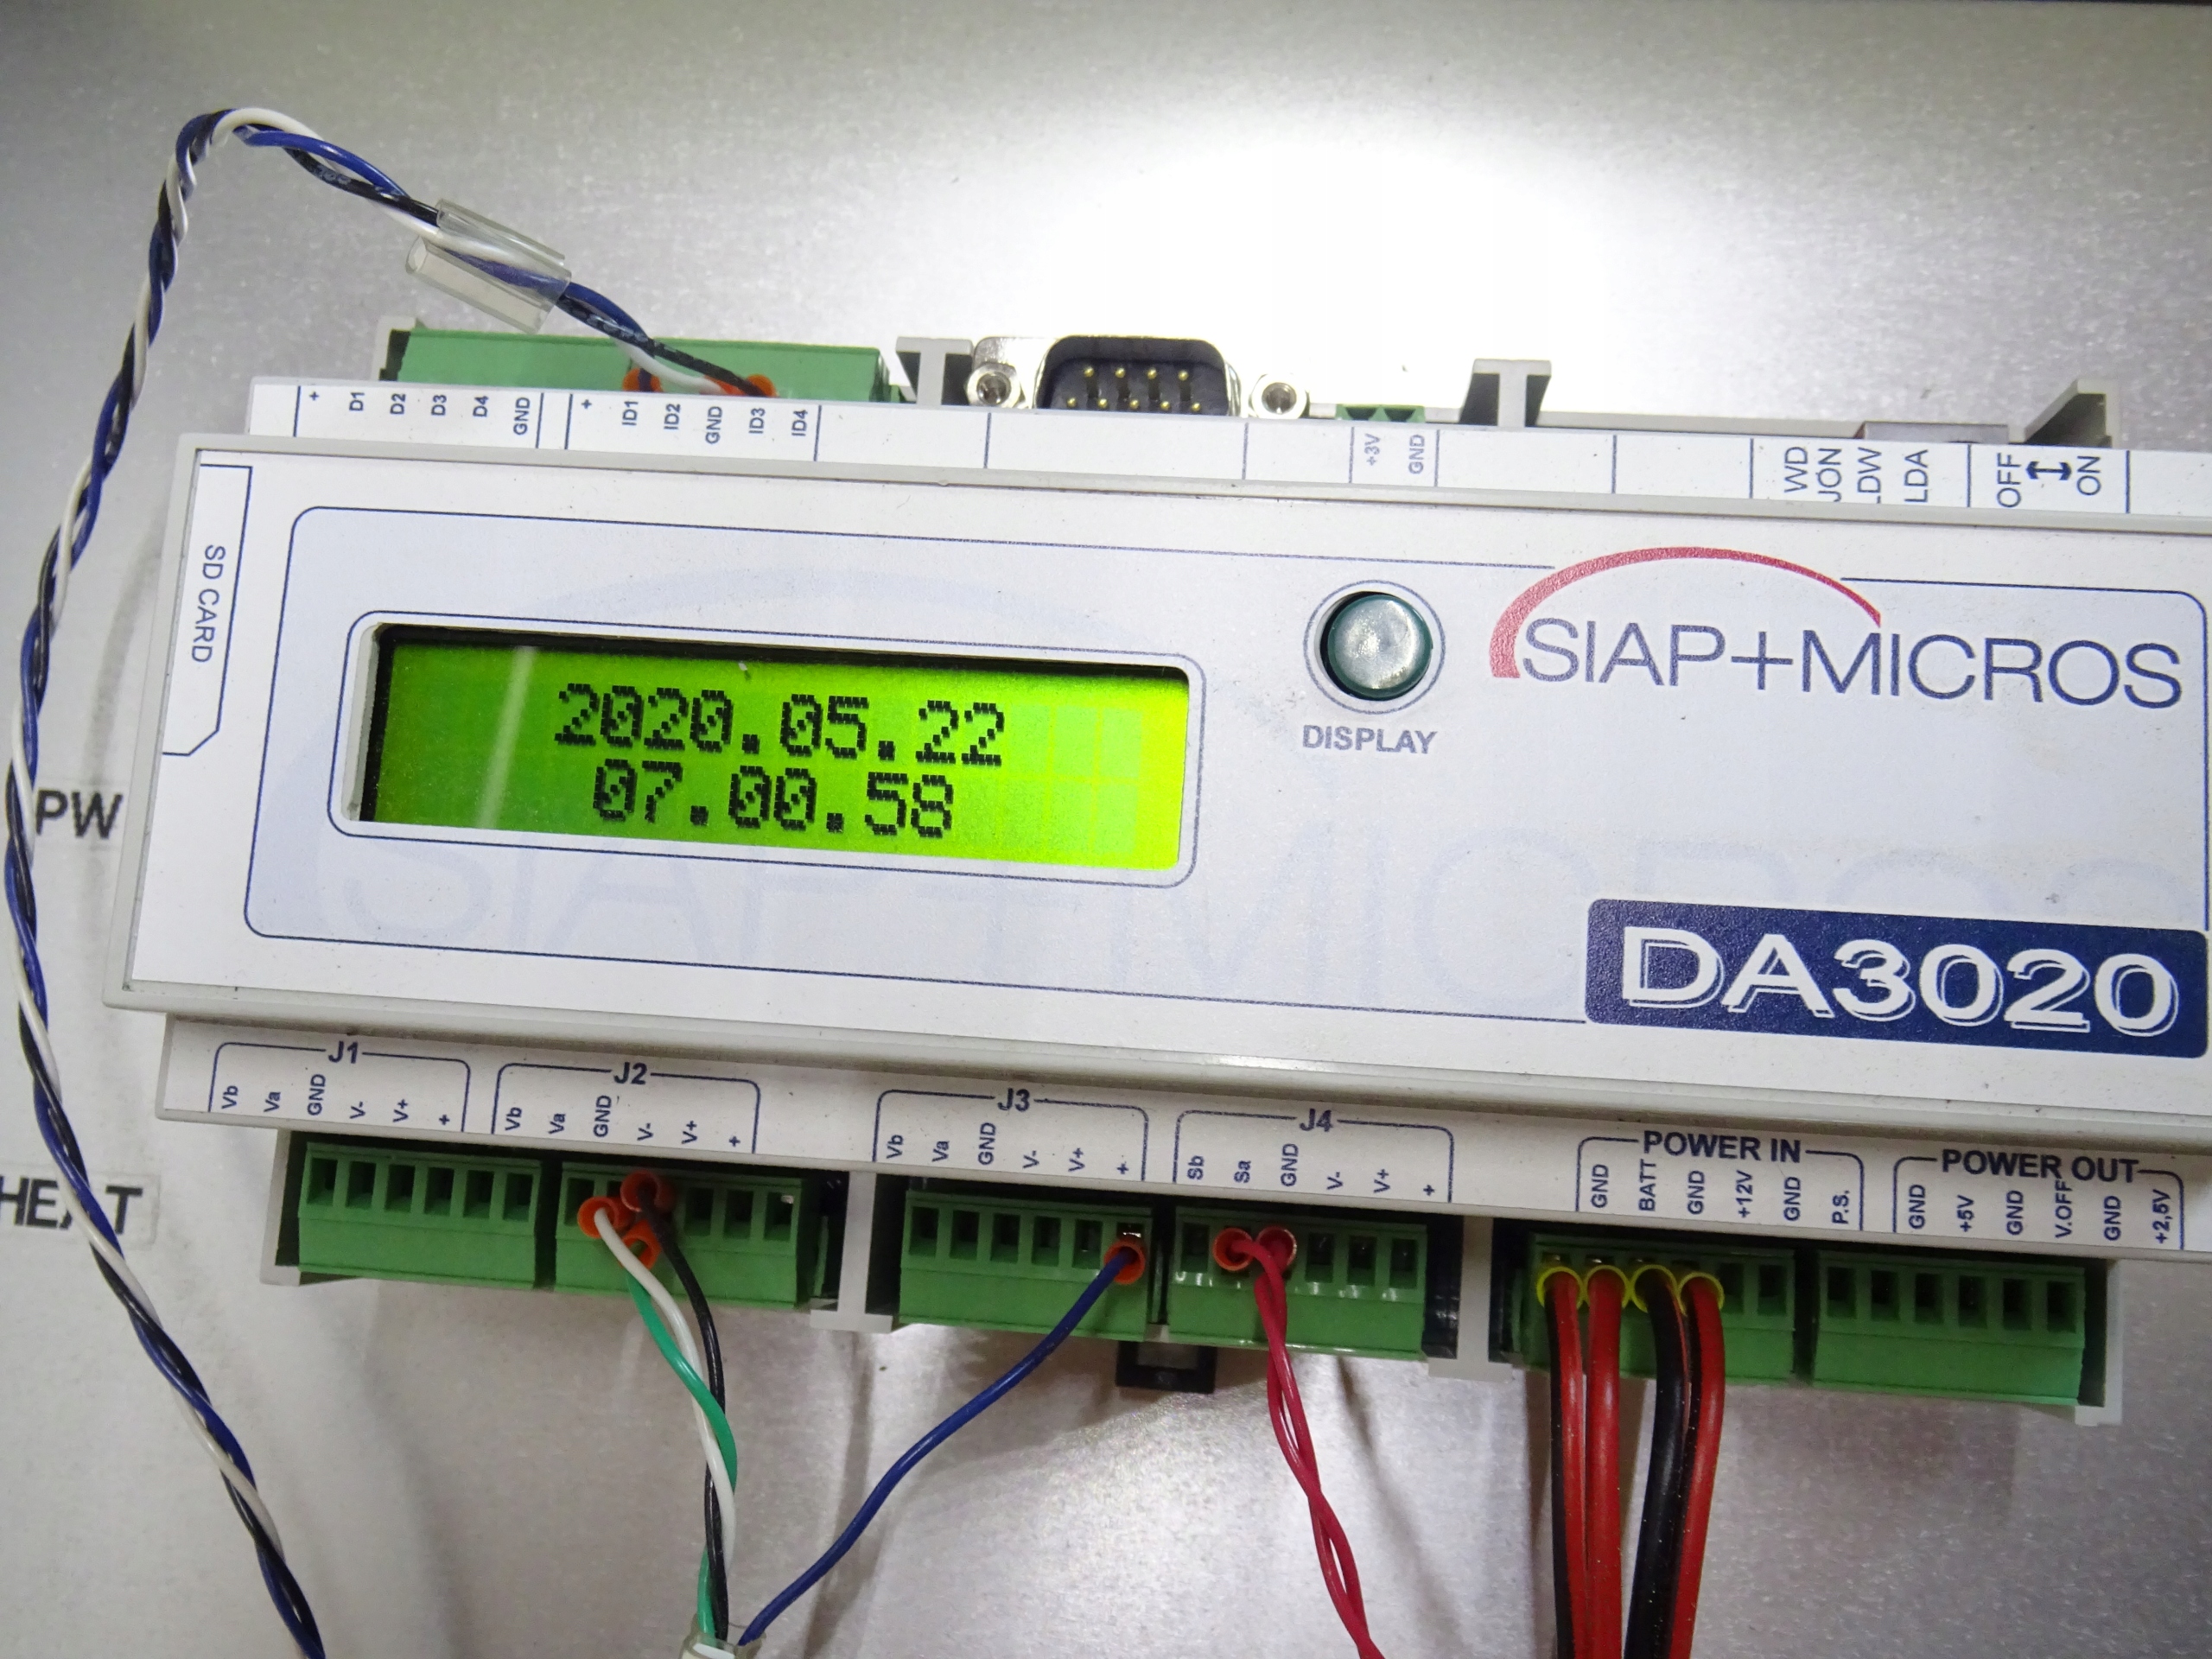 + D1 D2 D3 D4 GND + ID1 ID2 GND ID3 ID4 +3V GND WD JON LDW LDA OFF ON
SD CARD
SIAP+MICROS
DISPLAY
2020.05.22
07.00.58
PW
DA3020
J1 J2 J3 J4 POWER IN POWER OUT
Vb Va GND V- V+ + Vb Va GND V- V+ + Vb Va GND V- V+ + Sb Sa GND V- V+ + GND BATT GND +12V GND P.S. GND +5V GND V.OFF GND +2,5V
HEAT
SIAP+MICROS